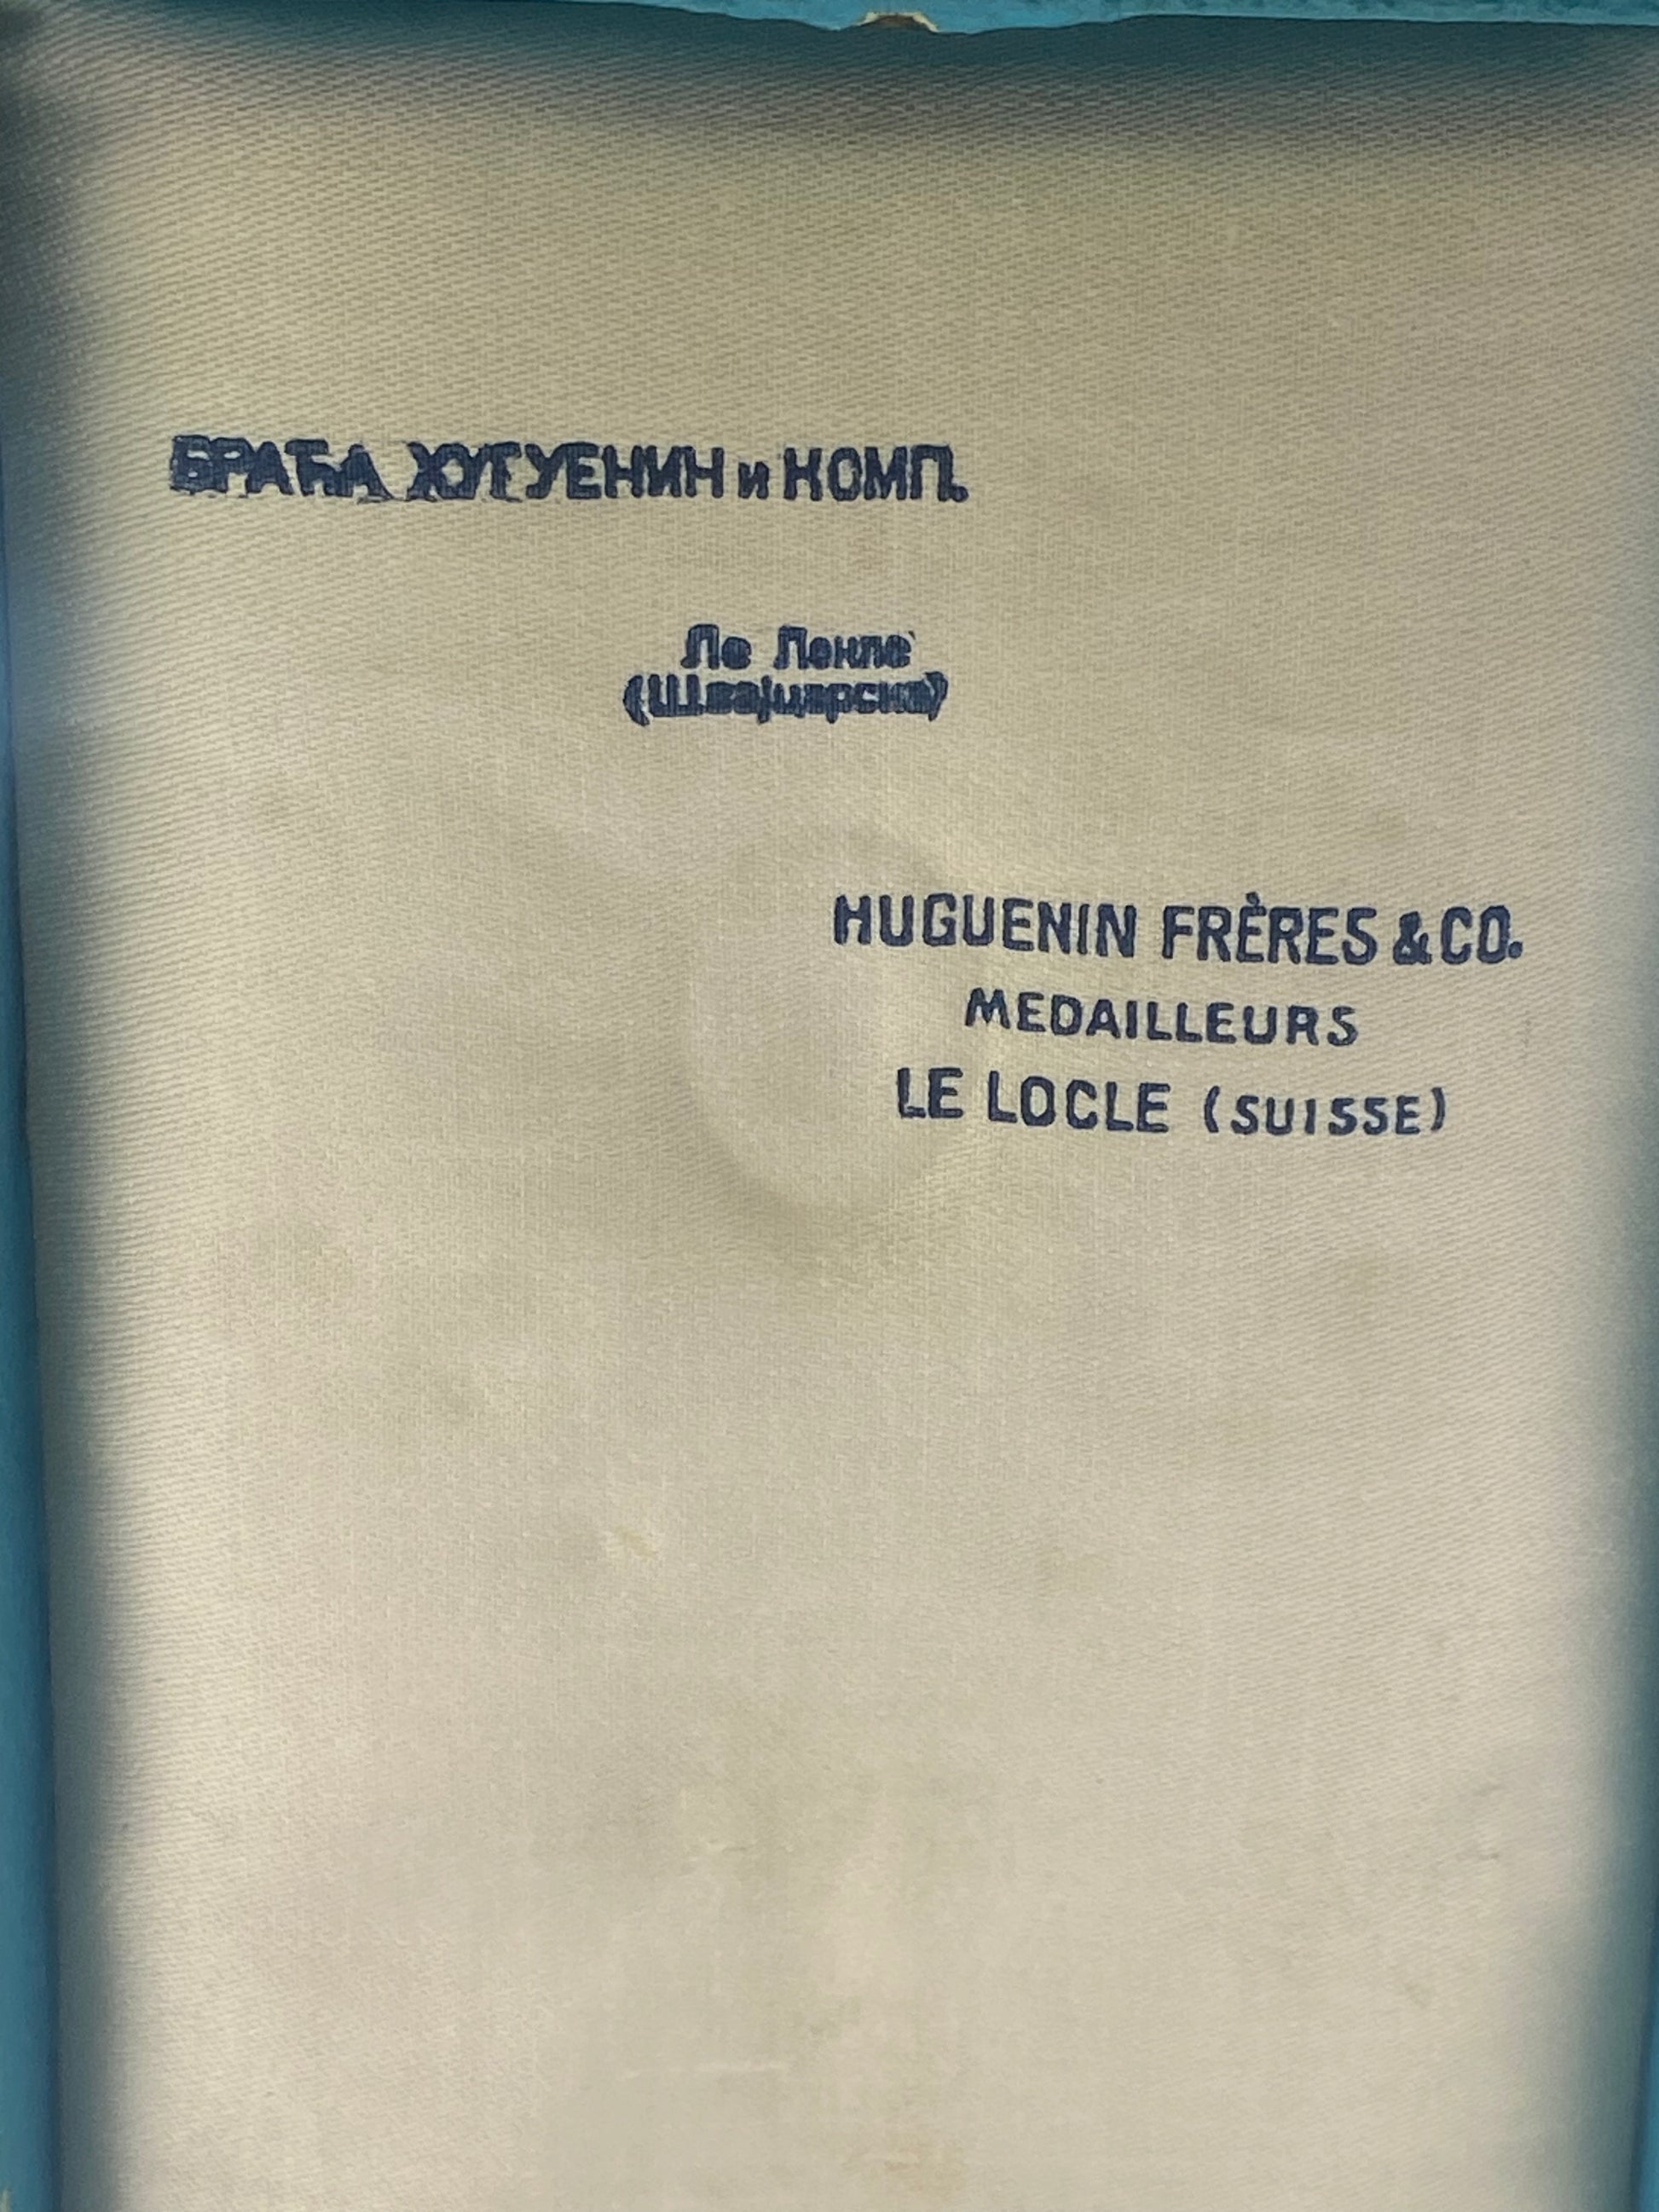 БРАЋА ХУГУЕНИН и КОМП.
Ле Локле
(Швајцарска)
HUGUENIN FRÈRES & CO.
MEDAILLEURS
LE LOCLE (SUISSE)